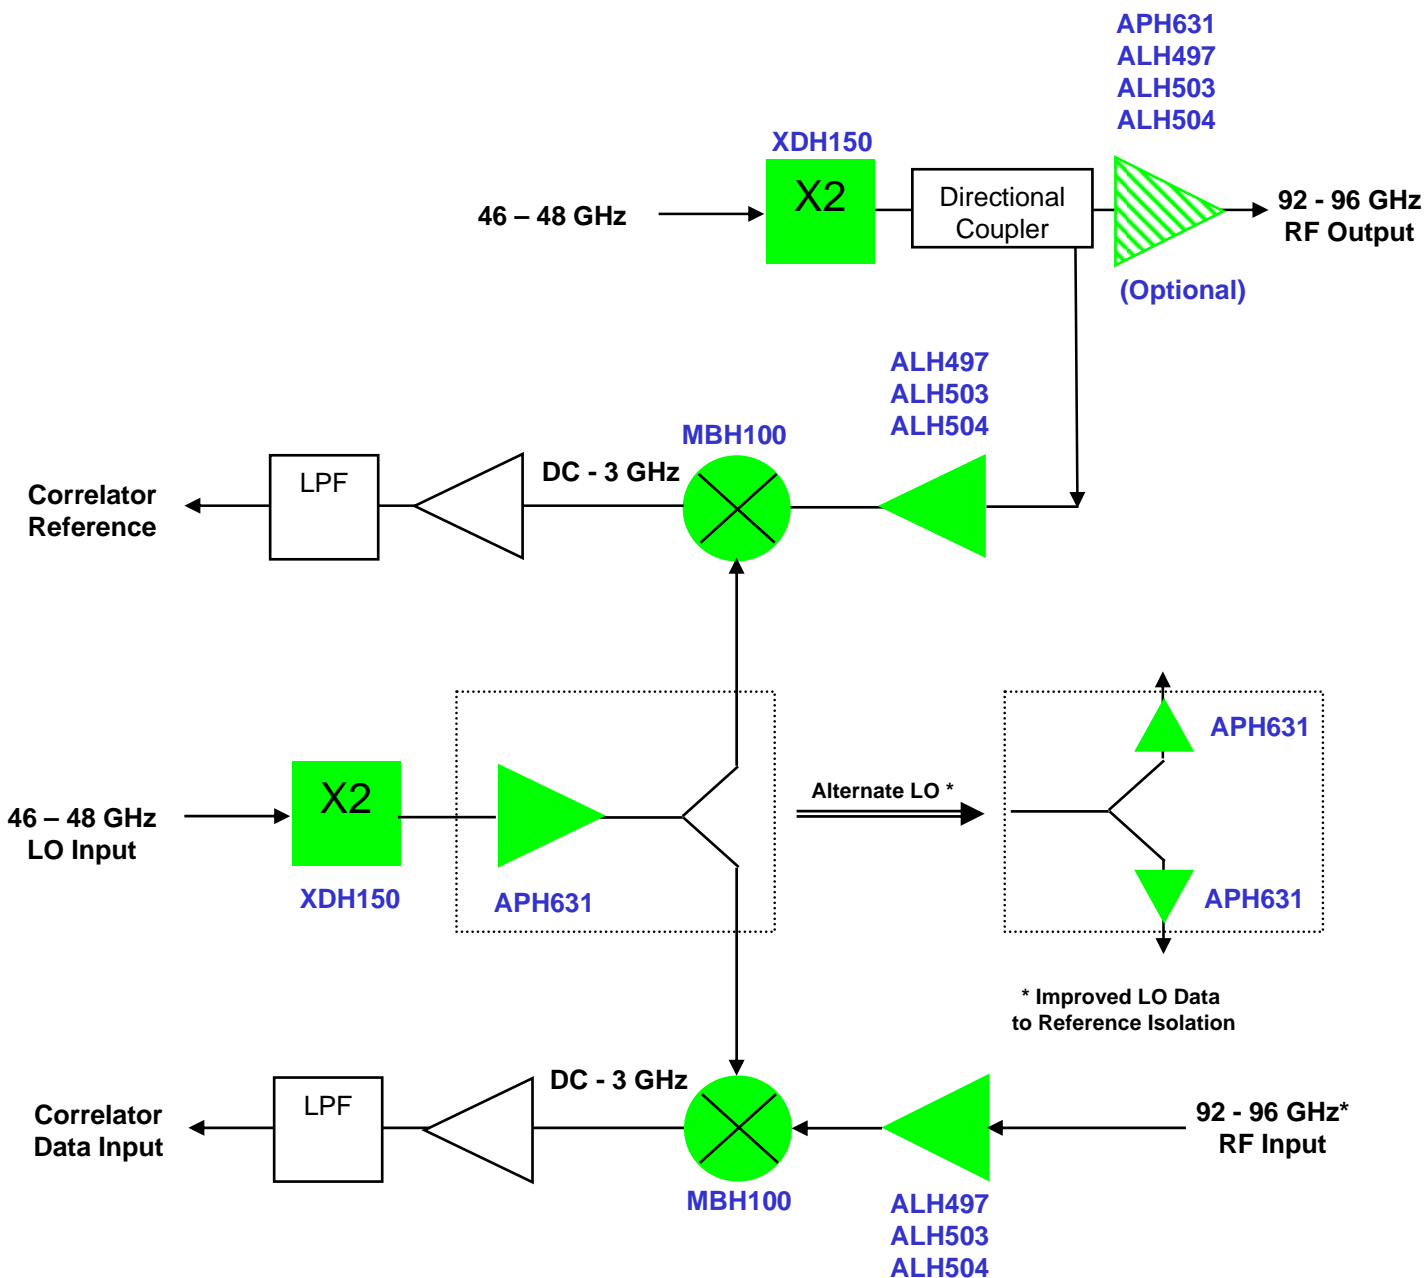 APH631
ALH497
ALH503
ALH504
XDH150
X2
46 – 48 GHz
Directional
Coupler
92 - 96 GHz
RF Output
(Optional)
ALH497
ALH503
ALH504
MBH100
DC - 3 GHz
LPF
Correlator
Reference
46 – 48 GHz
LO Input
X2
XDH150
APH631
Alternate LO *
APH631
APH631
* Improved LO Data
to Reference Isolation
DC - 3 GHz
LPF
Correlator
Data Input
MBH100
92 - 96 GHz*
RF Input
ALH497
ALH503
ALH504